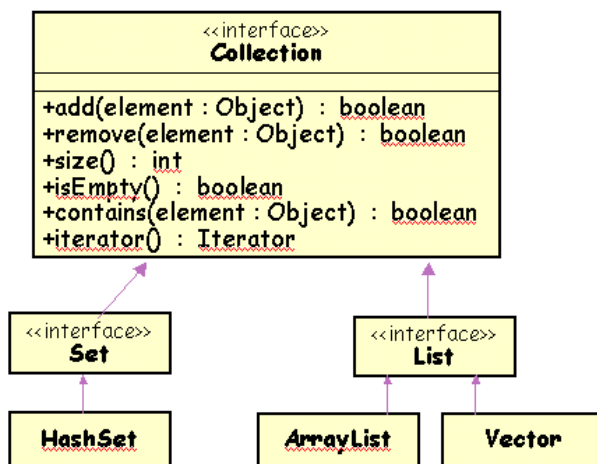 <<interface>>
Collection
+add(element : Object) : boolean
+remove(element : Object) : boolean
+size() : int
+isEmpty() : boolean
+contains(element : Object) : boolean
+iterator() : Iterator
<<interface>>
Set
<<interface>>
List
HashSet
ArrayList
Vector